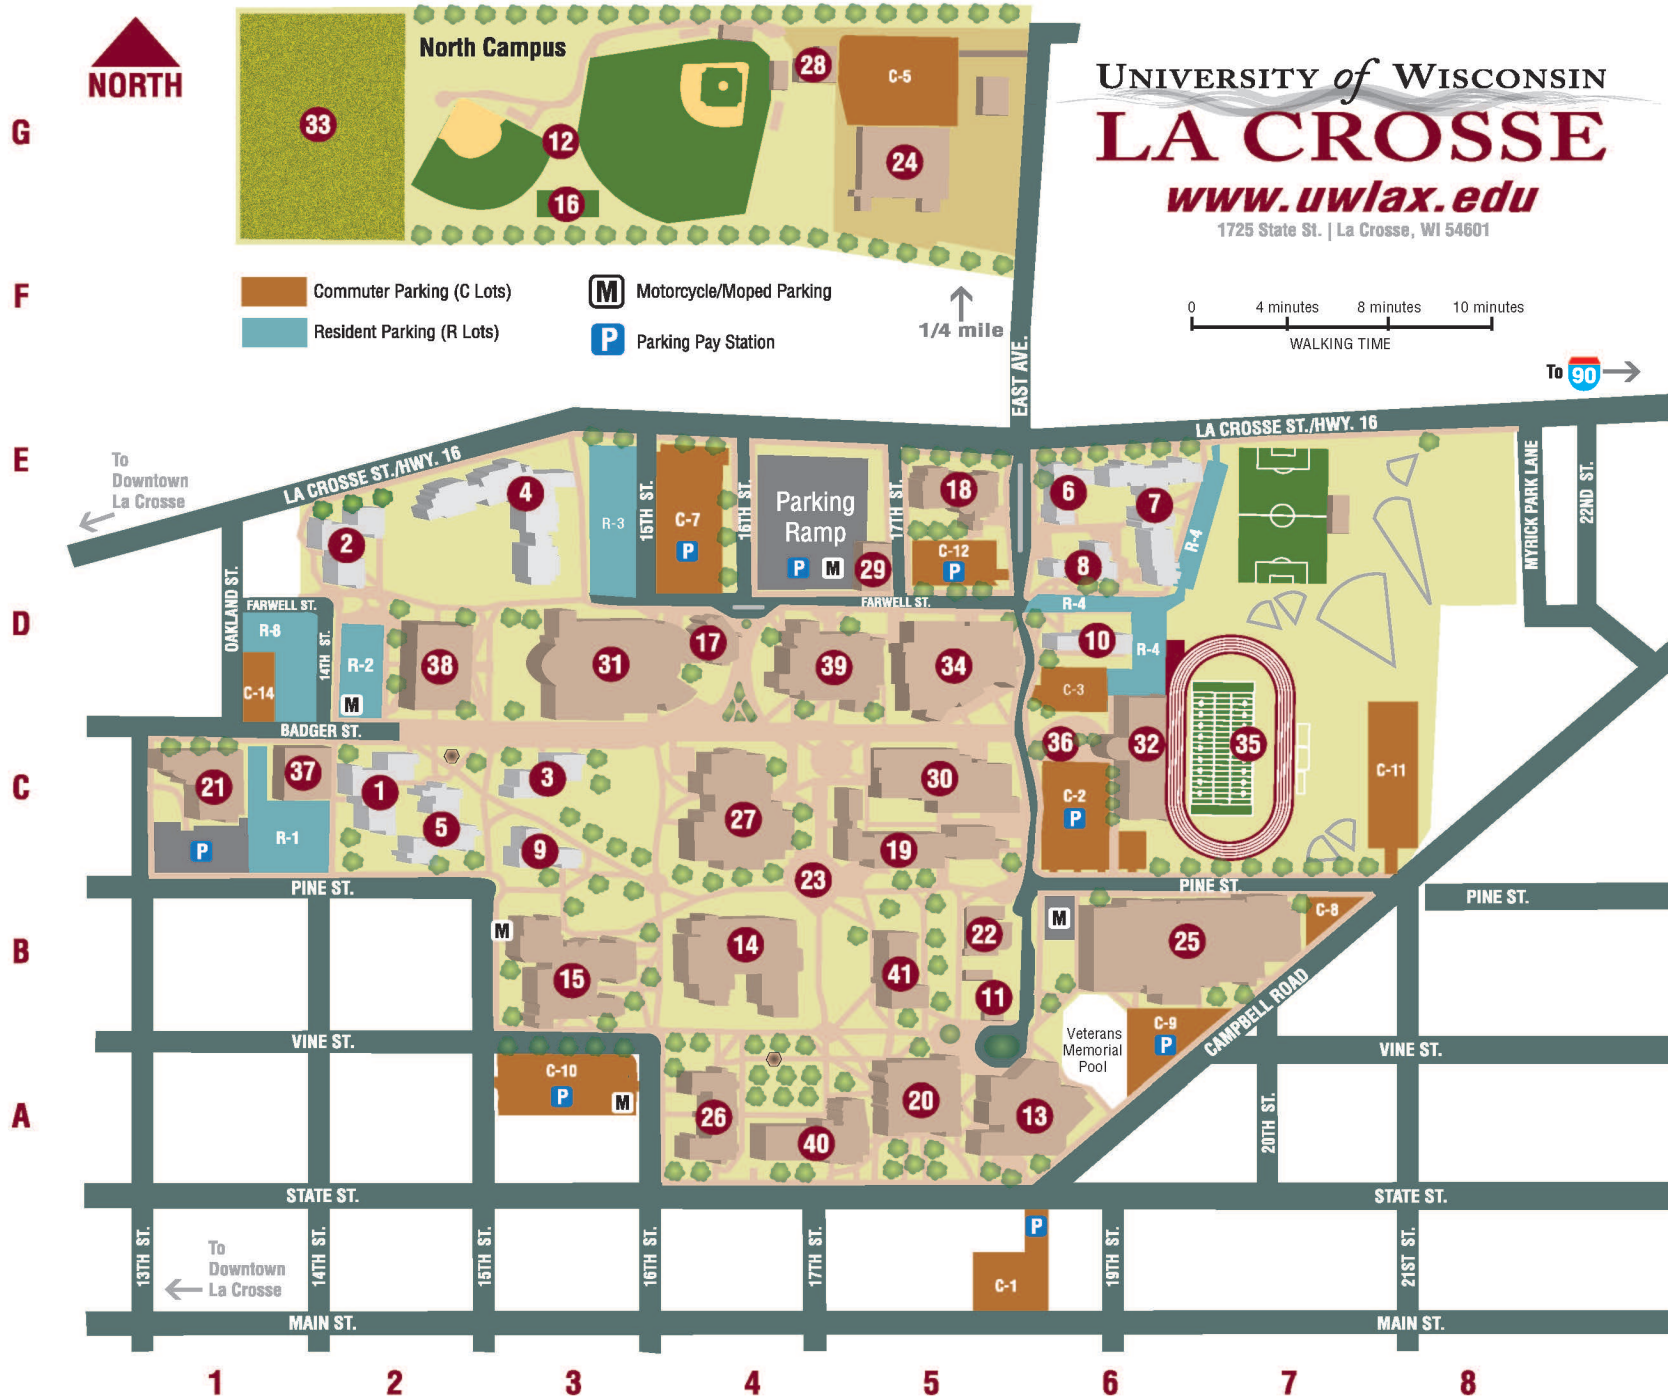 NORTH
North Campus
UNIVERSITY of WISCONSIN
LA CROSSE
www.uwlax.edu
1725 State St. | La Crosse, WI 54601
G
33
12
16
28
C-5
24
F
Commuter Parking (C Lots)
Resident Parking (R Lots)
M Motorcycle/Moped Parking
P Parking Pay Station
1/4 mile
EAST AVE.
0 4 minutes 8 minutes 10 minutes
WALKING TIME
To 90
LA CROSSE ST./HWY. 16
LA CROSSE ST./HWY. 16
E
To
Downtown
La Crosse
4
2
R-3
15TH ST.
C-7
P
16TH ST.
Parking
Ramp
P M 29
17TH ST.
18
C-12
P
6
7
8
R-4
MYRICK PARK LANE
22ND ST.
D
OAKLAND ST.
FARWELL ST.
FARWELL ST.
R-4
R-8
14TH ST.
R-2
M
C-14
38
31
17
39
34
10
R-4
C-3
BADGER ST.
C
21
37
1
5
3
9
27
30
19
23
36
32
35
C-2
P
C-11
R-1
P
PINE ST.
PINE ST.
PINE ST.
B
M
15
14
41
22
11
M
25
C-8
Veterans
Memorial
Pool
C-9
P
CAMPBELL ROAD
VINE ST.
VINE ST.
A
C-10
P
M
26
40
20
13
20TH ST.
STATE ST.
STATE ST.
13TH ST.
To
Downtown
La Crosse
14TH ST.
15TH ST.
16TH ST.
17TH ST.
P
C-1
19TH ST.
21ST ST.
MAIN ST.
MAIN ST.
1 2 3 4 5 6 7 8